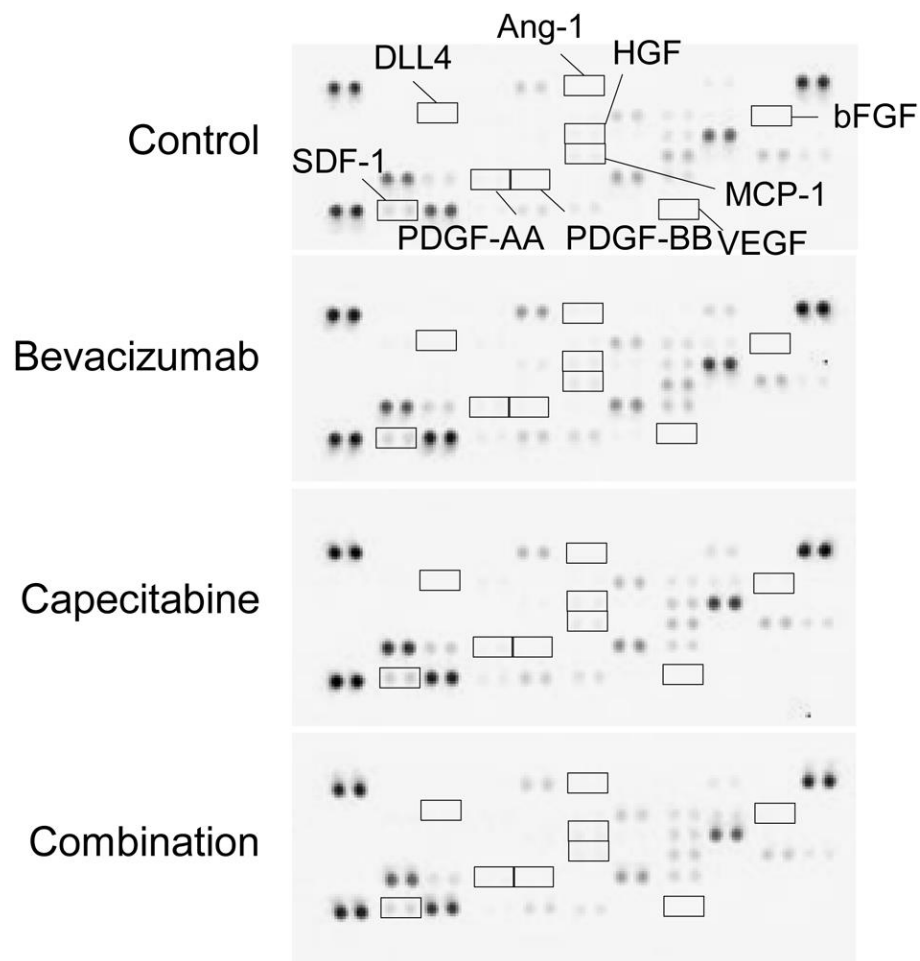 Ang-1
HGF
DLL4
bFGF
Control
SDF-1
MCP-1
PDGF-AA
PDGF-BB
VEGF
Bevacizumab
Capecitabine
Combination